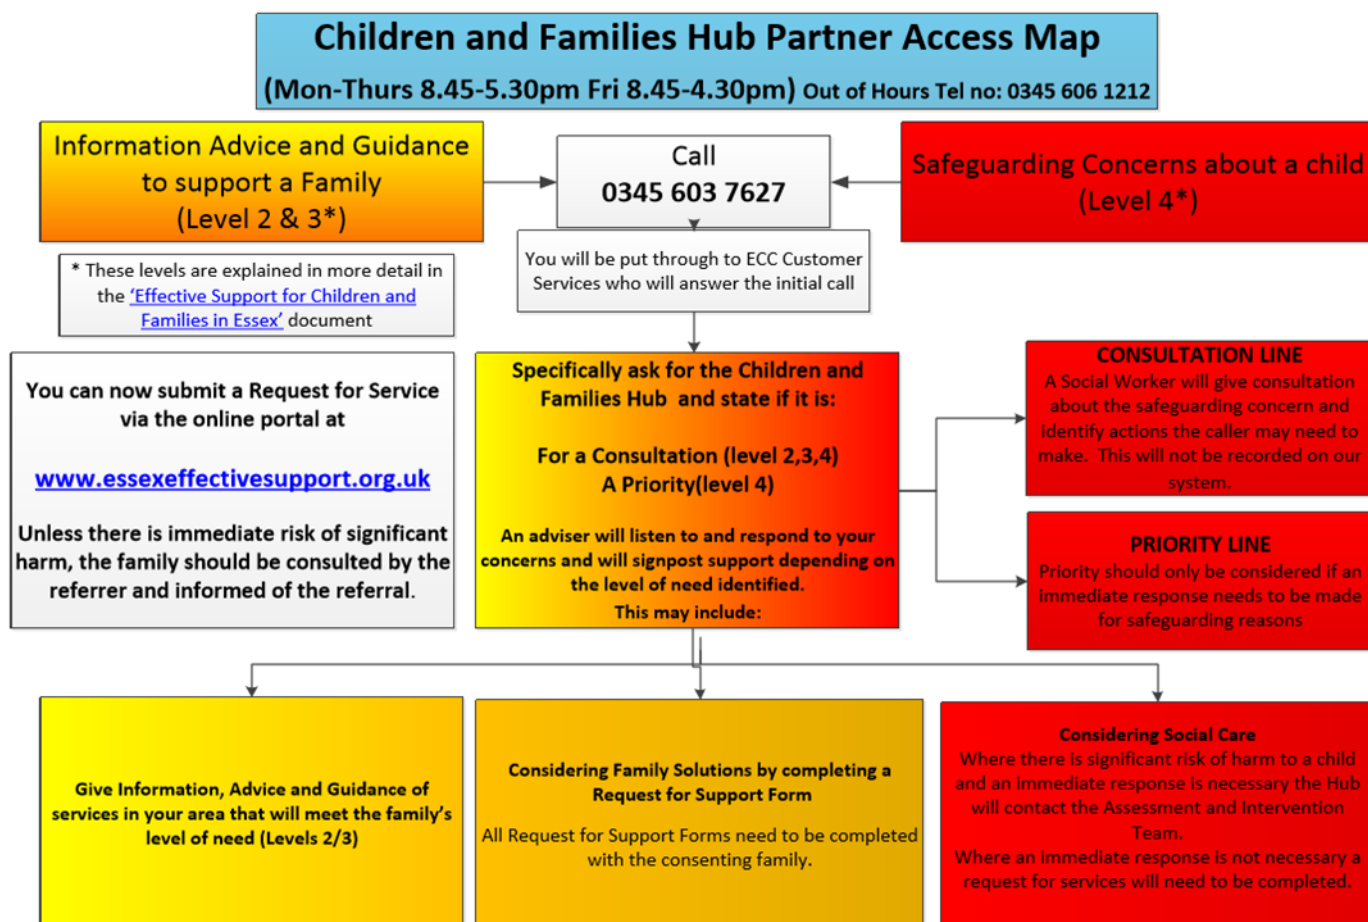 Children and Families Hub Partner Access Map
(Mon-Thurs 8.45-5.30pm Fri 8.45-4.30pm) Out of Hours Tel no: 0345 606 1212
Information Advice and Guidance
to support a Family
(Level 2 & 3*)
Call
0345 603 7627
Safeguarding Concerns about a child
(Level 4*)
* These levels are explained in more detail in
the 'Effective Support for Children and
Families in Essex' document
You will be put through to ECC Customer
Services who will answer the initial call
You can now submit a Request for Service
via the online portal at
www.essexeffectivesupport.org.uk
Unless there is immediate risk of significant
harm, the family should be consulted by the
referrer and informed of the referral.
Specifically ask for the Children and
Families Hub and state if it is:
For a Consultation (level 2,3,4)
A Priority(level 4)
An adviser will listen to and respond to your
concerns and will signpost support depending on
the level of need identified.
This may include:
CONSULTATION LINE
A Social Worker will give consultation
about the safeguarding concern and
identify actions the caller may need to
make. This will not be recorded on our
system.
PRIORITY LINE
Priority should only be considered if an
immediate response needs to be made
for safeguarding reasons
Give Information, Advice and Guidance of
services in your area that will meet the family's
level of need (Levels 2/3)
Considering Family Solutions by completing a
Request for Support Form
All Request for Support Forms need to be completed
with the consenting family.
Considering Social Care
Where there is significant risk of harm to a child
and an immediate response is necessary the Hub
will contact the Assessment and Intervention
Team.
Where an immediate response is not necessary a
request for services will need to be completed.